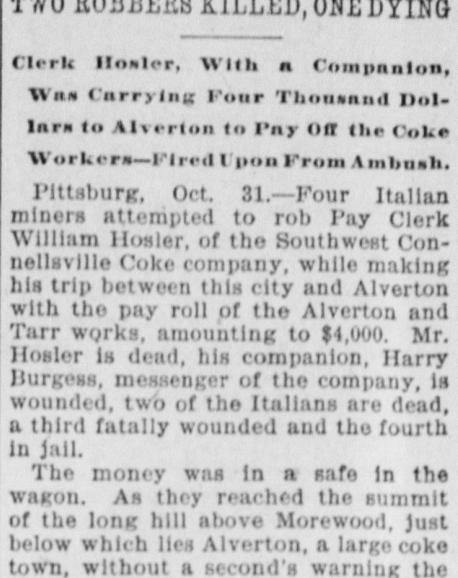 TWO ROBBERS KILLED, ONE DYING
Clerk Hosler, With a Companion,
Was Carrying Four Thousand Dol-
lars to Alverton to Pay Off the Coke
Workers—Fired Upon From Ambush.
Pittsburg, Oct. 31.—Four Italian
miners attempted to rob Pay Clerk
William Hosler, of the Southwest Con-
nellsville Coke company, while making
his trip between this city and Alverton
with the pay roll of the Alverton and
Tarr works, amounting to $4,000. Mr.
Hosler is dead, his companion, Harry
Burgess, messenger of the company, is
wounded, two of the Italians are dead,
a third fatally wounded and the fourth
in jail.
The money was in a safe in the
wagon. As they reached the summit
of the long hill above Morewood, just
below which lies Alverton, a large coke
town, without a second's warning the